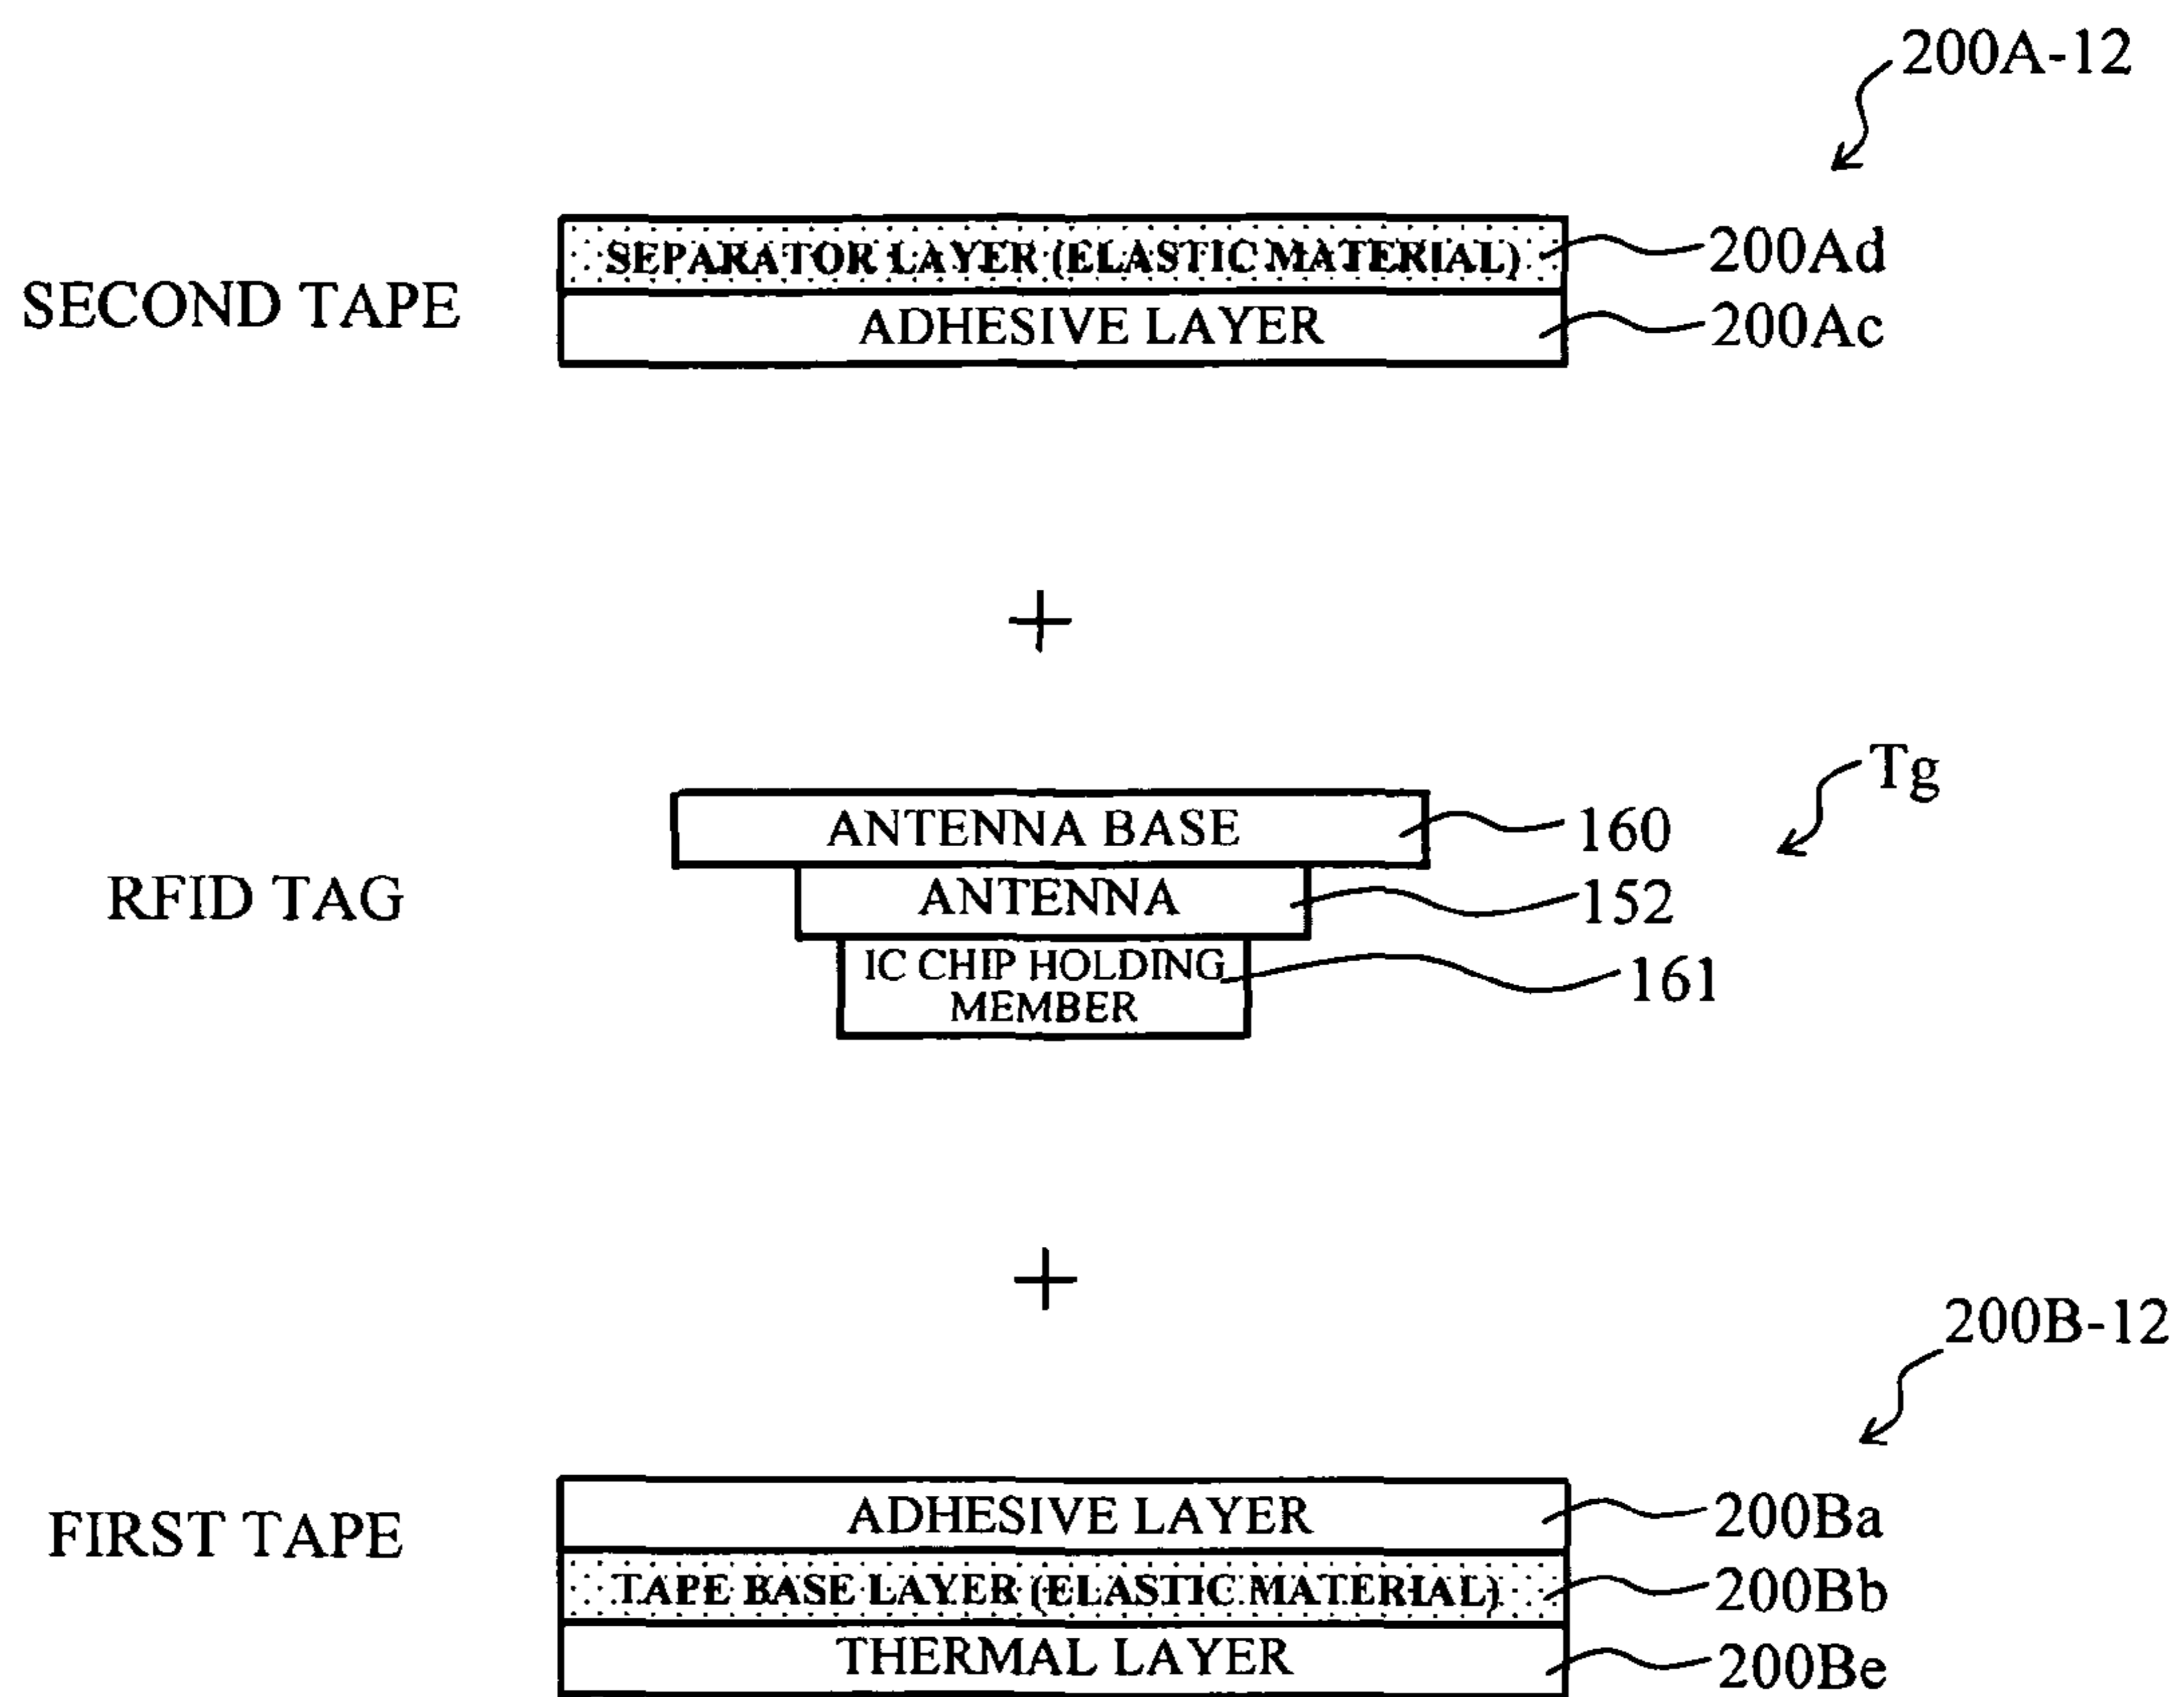 200A-12
SEPARATOR LAYER (ELASTIC MATERIAL)
200Ad
SECOND TAPE
ADHESIVE LAYER
200Ac
+
Tg
ANTENNA BASE
160
RFID TAG
ANTENNA
152
IC CHIP HOLDING
MEMBER
161
+
200B-12
FIRST TAPE
ADHESIVE LAYER
200Ba
TAPE BASE LAYER (ELASTIC MATERIAL)
200Bb
THERMAL LAYER
200Be